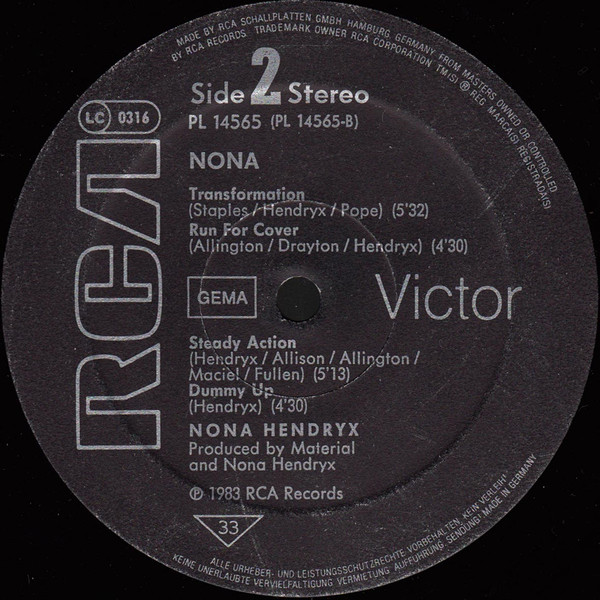 MADE BY RCA SCHALLPLATTEN GMBH HAMBURG, GERMANY, FROM MASTERS OWNED OR CONTROLLED
BY RCA RECORDS TRADEMARK OWNER RCA CORPORATION TM(S) ® REG MARCA(S) REGISTRADA(S)
Side 2 Stereo
PL 14565 (PL 14565-B)
LC 0316
RCA
NONA
Transformation
(Staples / Hendryx / Pope) (5'32)
Run For Cover
(Allington / Drayton / Hendryx) (4'30)
GEMA
Victor
Steady Action
(Hendryx / Allison / Allington /
Maciel / Fullen) (5'13)
Dummy Up
(Hendryx) (4'30)
NONA HENDRYX
Produced by Material
and Nona Hendryx
℗ 1983 RCA Records
33
ALLE URHEBER- UND LEISTUNGSSCHUTZRECHTE VORBEHALTEN, KEIN VERLEIH!
KEINE UNERLAUBTE VERVIELFÄLTIGUNG VERMIETUNG AUFFÜHRUNG, SENDUNG! MADE IN GERMANY